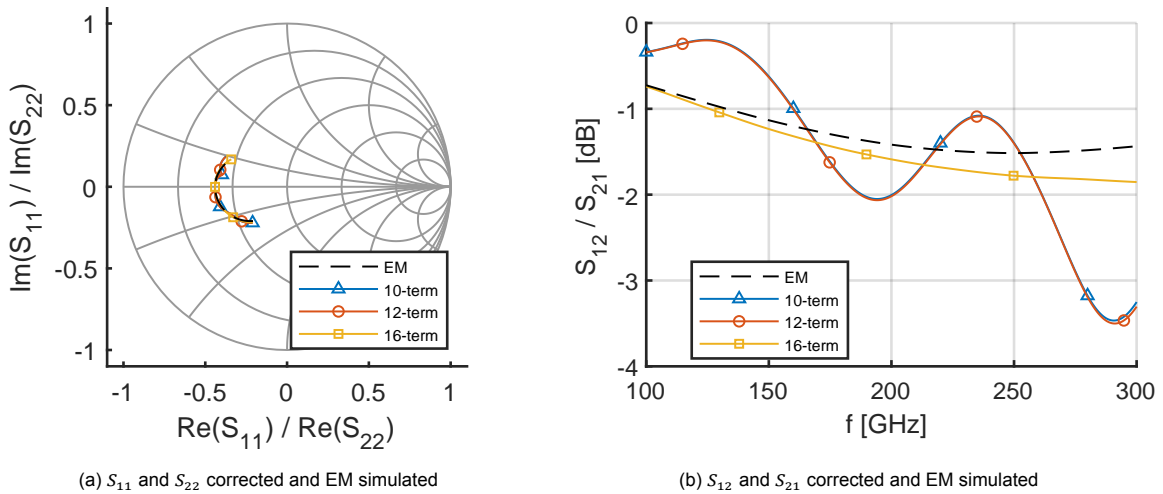 1
0.5
0
-0.5
-1
Im(S11) / Im(S22)
EM
10-term
12-term
16-term
-1 -0.5 0 0.5 1
Re(S11) / Re(S22)
(a) S11 and S22 corrected and EM simulated
-0
-1
-2
-3
-4
S12 / S21 [dB]
EM
10-term
12-term
16-term
100 150 200 250 300
f [GHz]
(b) S12 and S21 corrected and EM simulated